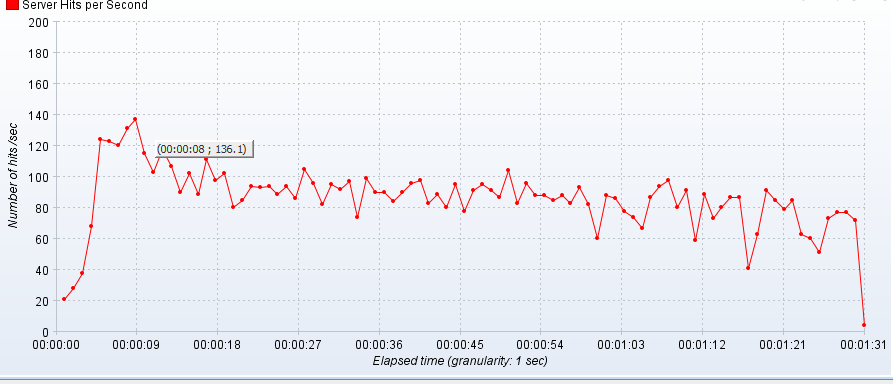 Server Hits per Second
200
180
160
140
120
100
80
60
40
20
0
Number of hits /sec
(00:00:08 ; 136.1)
00:00:00 00:00:09 00:00:18 00:00:27 00:00:36 00:00:45 00:00:54 00:01:03 00:01:12 00:01:21 00:01:31
Elapsed time (granularity: 1 sec)